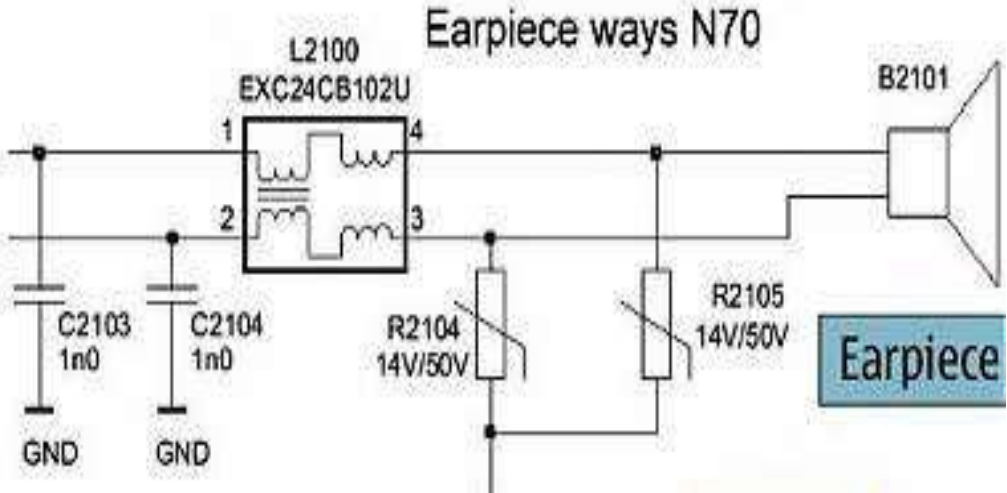 Earpiece ways N70
L2100
EXC24CB102U
B2101
1
4
2
3
C2103
1n0
C2104
1n0
R2104
14V/50V
R2105
14V/50V
Earpiece
GND
GND